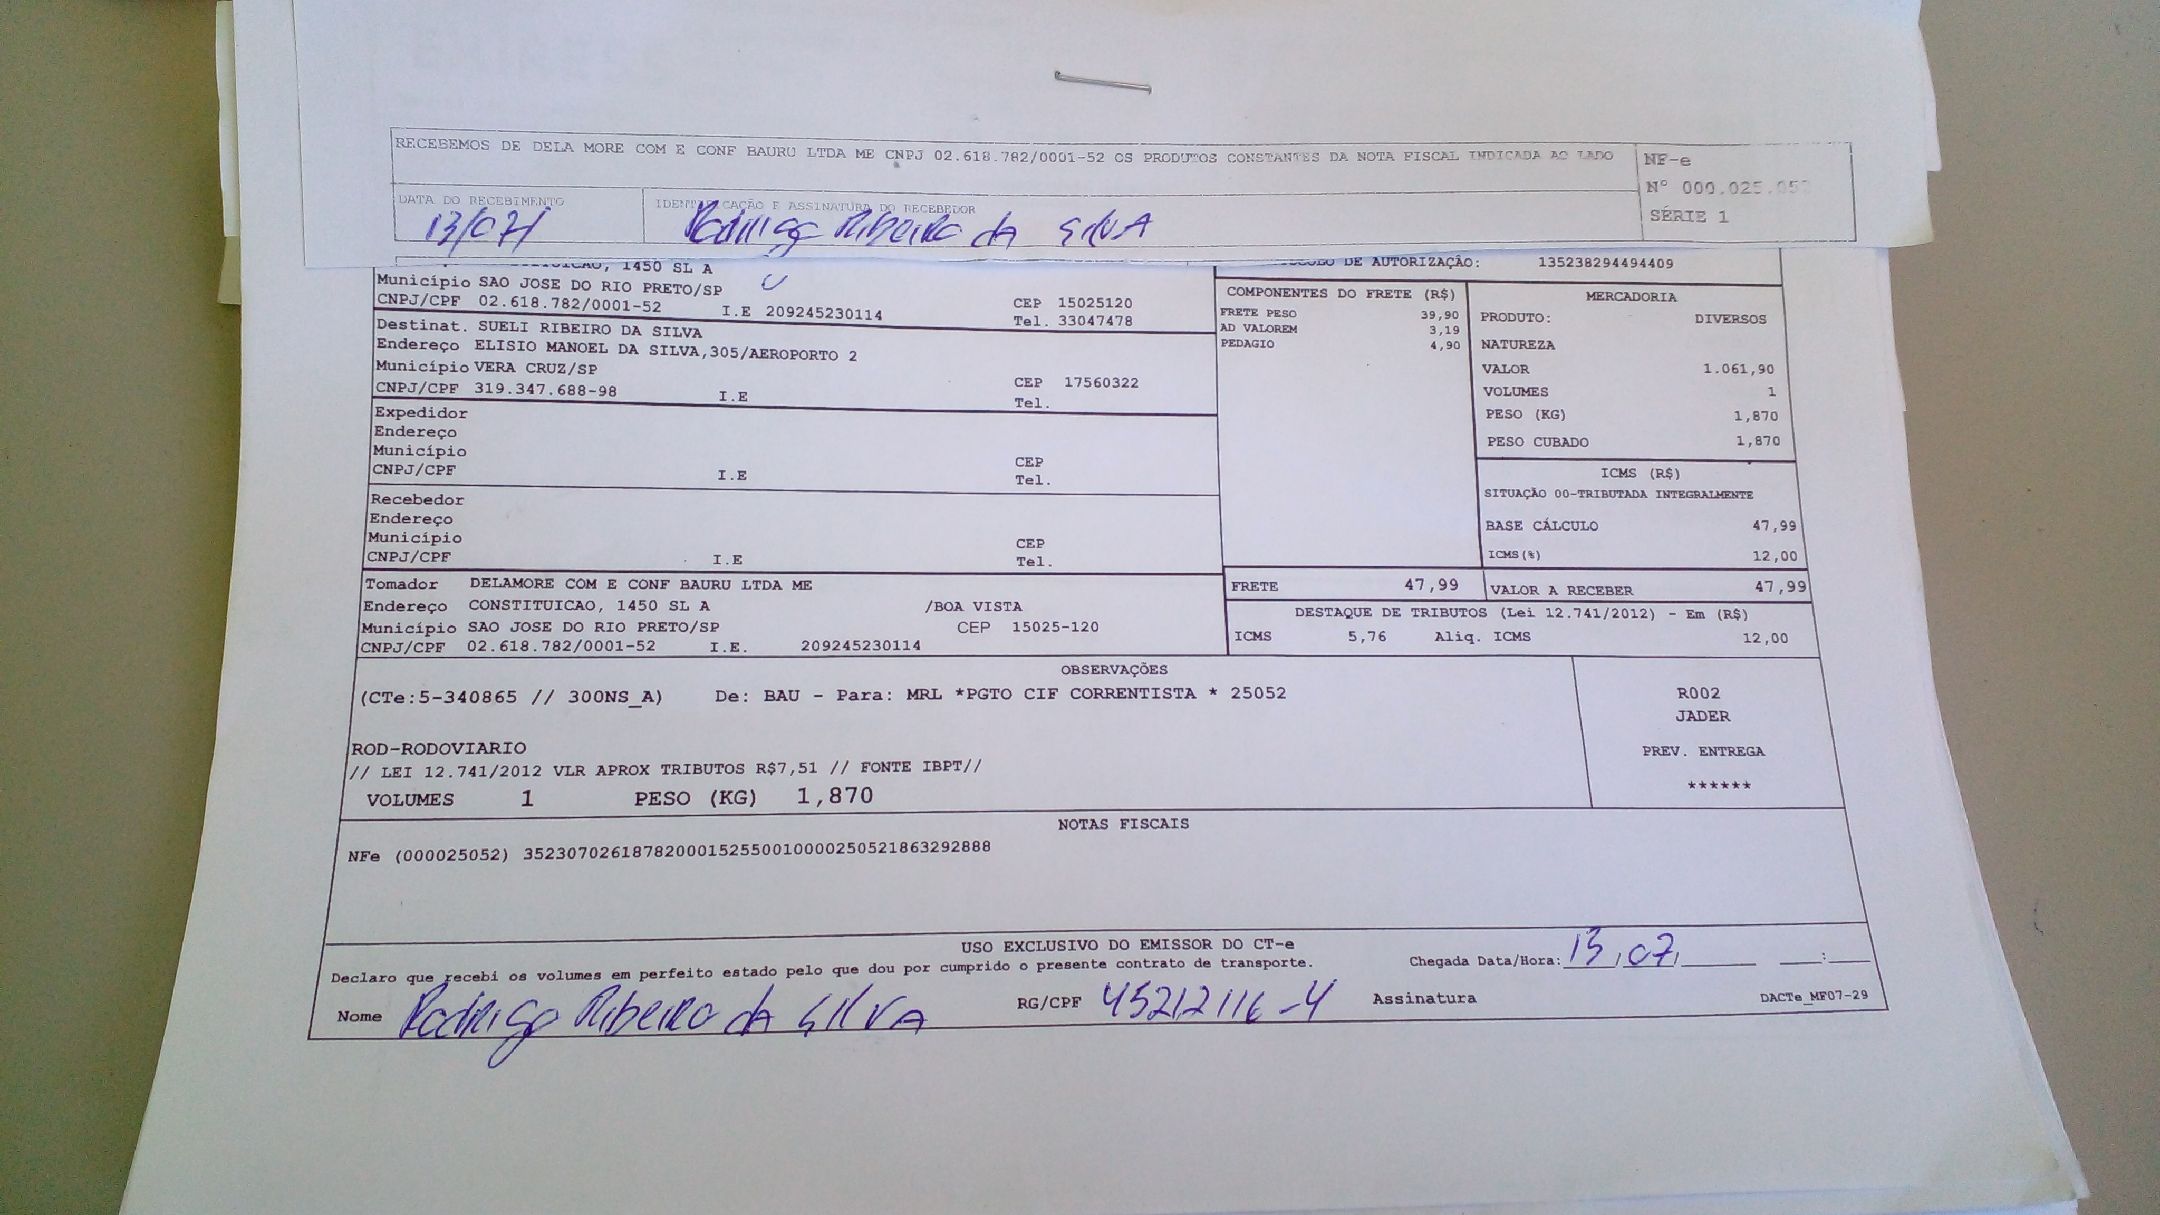 RECEBEMOS DE DELA MORE COM E CONF BAURU LTDA ME CNPJ 02.618.782/0001-52 OS PRODUTOS CONSTANTES DA NOTA FISCAL INDICADA AO LADO
NF-e
Nº 000.025.05
SÉRIE 1
DATA DO RECEBIMENTO
13/07/
IDENTIFICAÇÃO E ASSINATURA DO RECEBEDOR
Rodrigo Ribeiro da SILVA
, 1450 SL A
Município SAO JOSE DO RIO PRETO/SP
CEP 15025120
CNPJ/CPF 02.618.782/0001-52 I.E 209245230114 Tel. 33047478
DE AUTORIZAÇÃO: 135238294494409
Destinat. SUELI RIBEIRO DA SILVA
Endereço ELISIO MANOEL DA SILVA,305/AEROPORTO 2
Município VERA CRUZ/SP CEP 17560322
CNPJ/CPF 319.347.688-98 I.E Tel.
Expedidor
Endereço
Município CEP
CNPJ/CPF I.E Tel.
Recebedor
Endereço
Município CEP
CNPJ/CPF I.E Tel.
Tomador DELAMORE COM E CONF BAURU LTDA ME
Endereço CONSTITUICAO, 1450 SL A /BOA VISTA
Município SAO JOSE DO RIO PRETO/SP CEP 15025-120
CNPJ/CPF 02.618.782/0001-52 I.E. 209245230114
COMPONENTES DO FRETE (R$)
FRETE PESO 39,90
AD VALOREM 3,19
PEDAGIO 4,90
MERCADORIA
PRODUTO: DIVERSOS
NATUREZA
VALOR 1.061,90
VOLUMES 1
PESO (KG) 1,870
PESO CUBADO 1,870
ICMS (R$)
SITUAÇÃO 00-TRIBUTADA INTEGRALMENTE
BASE CÁLCULO 47,99
ICMS(%) 12,00
FRETE 47,99 VALOR A RECEBER 47,99
DESTAQUE DE TRIBUTOS (Lei 12.741/2012) - Em (R$)
ICMS 5,76 Aliq. ICMS 12,00
OBSERVAÇÕES
(CTe:5-340865 // 300NS_A) De: BAU - Para: MRL *PGTO CIF CORRENTISTA * 25052
ROD-RODOVIARIO
// LEI 12.741/2012 VLR APROX TRIBUTOS R$7,51 // FONTE IBPT//
VOLUMES 1 PESO (KG) 1,870
R002
JADER
PREV. ENTREGA
******
NOTAS FISCAIS
NFe (000025052) 35230702618782000152550010000250521863292888
USO EXCLUSIVO DO EMISSOR DO CT-e
Declaro que recebi os volumes em perfeito estado pelo que dou por cumprido o presente contrato de transporte.
Chegada Data/Hora: 13/07/ :
Nome Rodrigo Ribeiro da SILVA RG/CPF 45212116-4 Assinatura
DACTe_MF07-29